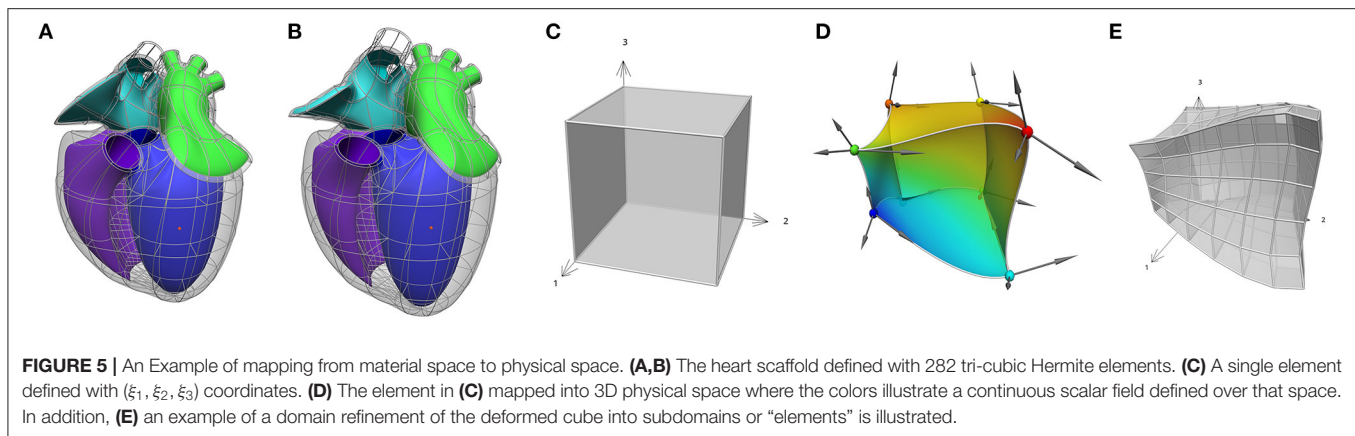 A B C D E
3
2
1
3
2
1
FIGURE 5 | An Example of mapping from material space to physical space. (A,B) The heart scaffold defined with 282 tri-cubic Hermite elements. (C) A single element
defined with (ξ1, ξ2, ξ3) coordinates. (D) The element in (C) mapped into 3D physical space where the colors illustrate a continuous scalar field defined over that space.
In addition, (E) an example of a domain refinement of the deformed cube into subdomains or “elements” is illustrated.